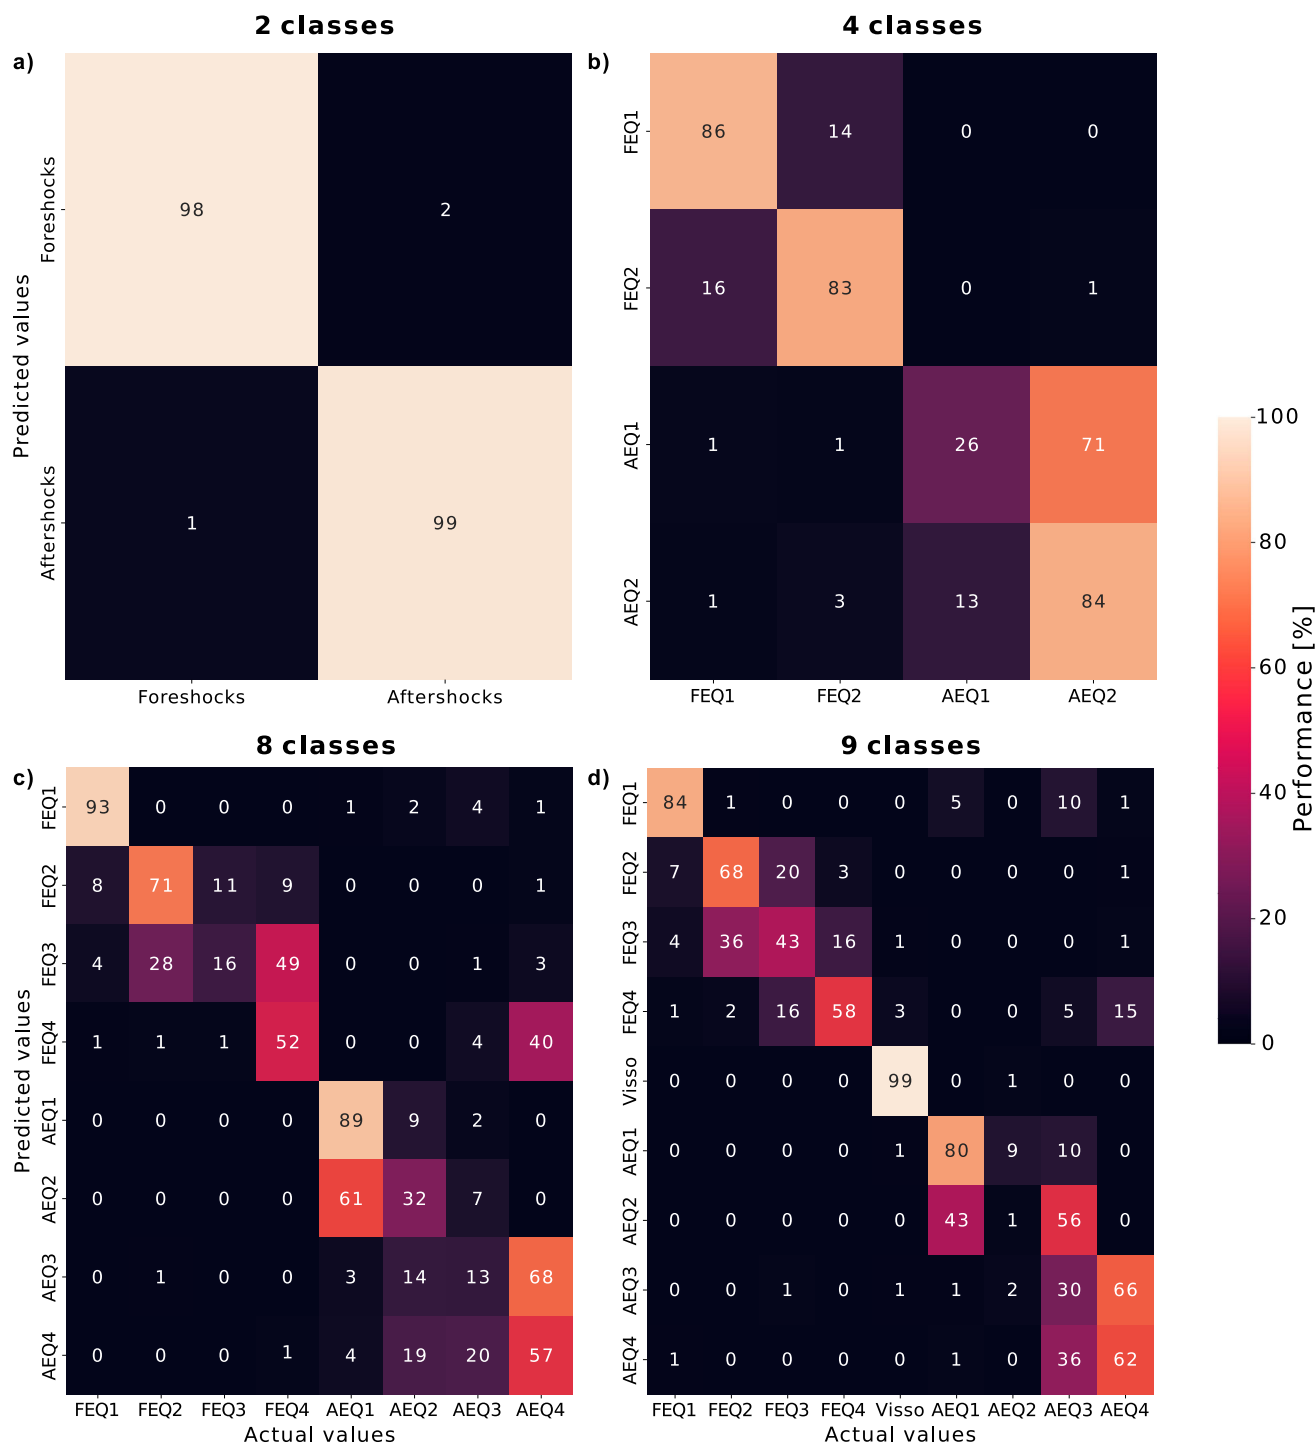 2 classes
4 classes
a)
b)
Predicted values
Foreshocks
98 2
Aftershocks
1 99
Foreshocks Aftershocks
FEQ1
86 14 0 0
FEQ2
16 83 0 1
AEQ1
1 1 26 71
AEQ2
1 3 13 84
FEQ1 FEQ2 AEQ1 AEQ2
100
80
60
40
20
0
Performance [%]
8 classes
9 classes
c)
d)
Predicted values
FEQ1
93 0 0 0 1 2 4 1
FEQ2
8 71 11 9 0 0 0 1
FEQ3
4 28 16 49 0 0 1 3
FEQ4
1 1 1 52 0 0 4 40
AEQ1
0 0 0 0 89 9 2 0
AEQ2
0 0 0 0 61 32 7 0
AEQ3
0 1 0 0 3 14 13 68
AEQ4
0 0 0 1 4 19 20 57
FEQ1 FEQ2 FEQ3 FEQ4 AEQ1 AEQ2 AEQ3 AEQ4
Actual values
FEQ1
84 1 0 0 0 5 0 10 1
FEQ2
7 68 20 3 0 0 0 0 1
FEQ3
4 36 43 16 1 0 0 0 1
FEQ4
1 2 16 58 3 0 0 5 15
Visso
0 0 0 0 99 0 1 0 0
AEQ1
0 0 0 0 1 80 9 10 0
AEQ2
0 0 0 0 0 43 1 56 0
AEQ3
0 0 1 0 1 1 2 30 66
AEQ4
1 0 0 0 0 1 0 36 62
FEQ1 FEQ2 FEQ3 FEQ4 Visso AEQ1 AEQ2 AEQ3 AEQ4
Actual values